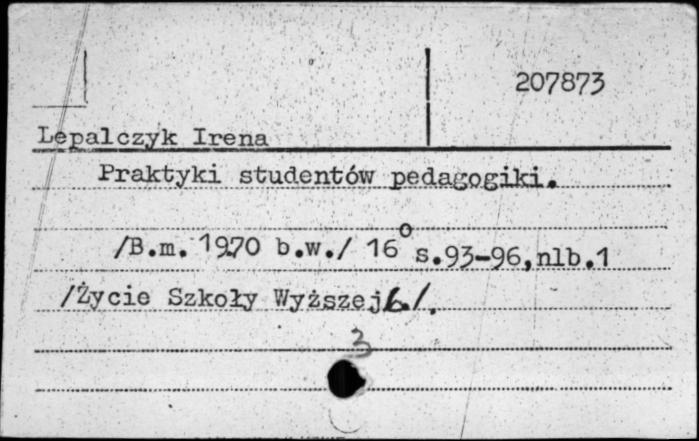 207873
Lepalczyk Irena
Praktyki studentów pedagogiki.
/B.m. 1970 b.w./ 16° s.93-96,nlb.1
/Życie Szkoły Wyższej 6./.
3